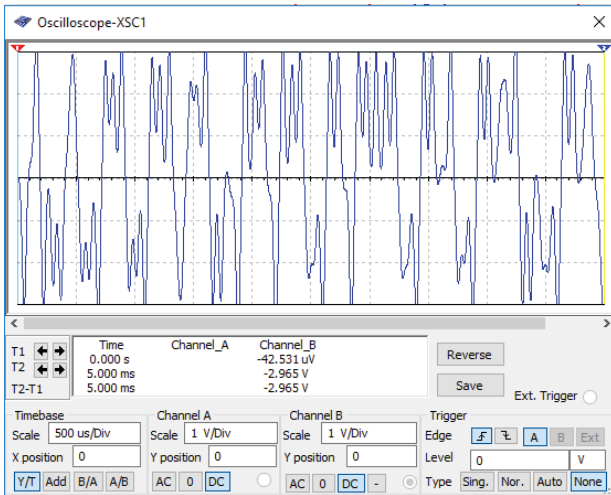 Oscilloscope-XSC1
Time Channel_A Channel_B
T1 0.000 s -42.531 uV
T2 5.000 ms -2.965 V
T2-T1 5.000 ms -2.965 V
Reverse
Save
Ext. Trigger
Timebase
Scale 500 us/Div
X position 0
Y/T Add B/A A/B
Channel A
Scale 1 V/Div
Y position 0
AC 0 DC
Channel B
Scale 1 V/Div
Y position 0
AC 0 DC -
Trigger
Edge A B Ext
Level 0 V
Type Sing. Nor. Auto None